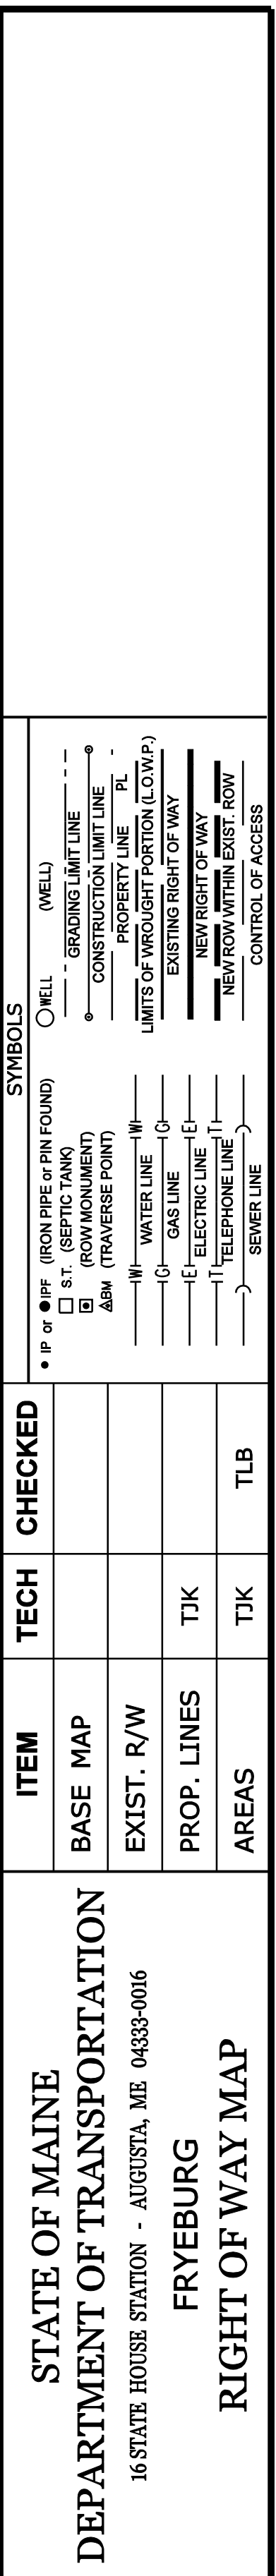 STATE OF MAINE
DEPARTMENT OF TRANSPORTATION
16 STATE HOUSE STATION - AUGUSTA, ME 04333-0016
FRYEBURG
RIGHT OF WAY MAP
ITEM TECH CHECKED
BASE MAP
EXIST. R/W
PROP. LINES TJK
AREAS TJK TLB
SYMBOLS
IP or IPF (IRON PIPE or PIN FOUND)
S.T. (SEPTIC TANK)
(ROW MONUMENT)
BM (TRAVERSE POINT)
W W
WATER LINE
G G
GAS LINE
E E
ELECTRIC LINE
T T
TELEPHONE LINE
SEWER LINE
WELL (WELL)
GRADING LIMIT LINE
CONSTRUCTION LIMIT LINE
PROPERTY LINE PL
LIMITS OF WROUGHT PORTION (L.O.W.P.)
EXISTING RIGHT OF WAY
NEW RIGHT OF WAY
NEW ROW WITHIN EXIST. ROW
CONTROL OF ACCESS